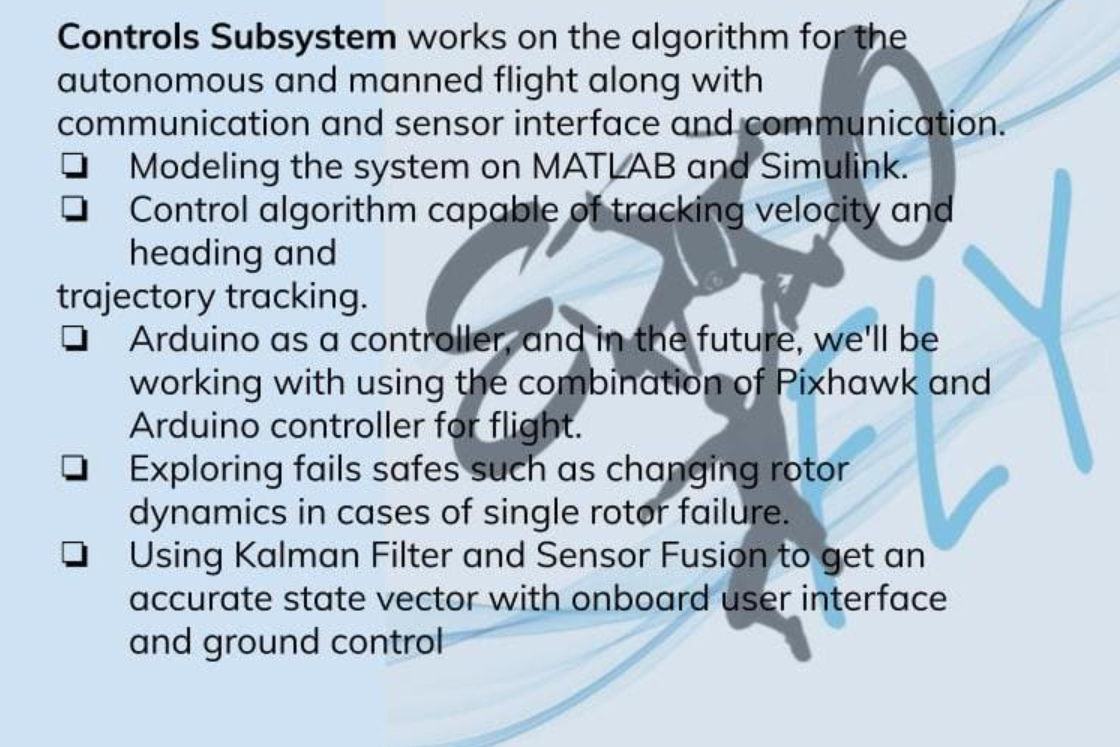 Controls Subsystem works on the algorithm for the
autonomous and manned flight along with
communication and sensor interface and communication.
❏ Modeling the system on MATLAB and Simulink.
❏ Control algorithm capable of tracking velocity and
heading and
trajectory tracking.
❏ Arduino as a controller, and in the future, we'll be
working with using the combination of Pixhawk and
Arduino controller for flight.
❏ Exploring fails safes such as changing rotor
dynamics in cases of single rotor failure.
❏ Using Kalman Filter and Sensor Fusion to get an
accurate state vector with onboard user interface
and ground control
FLY